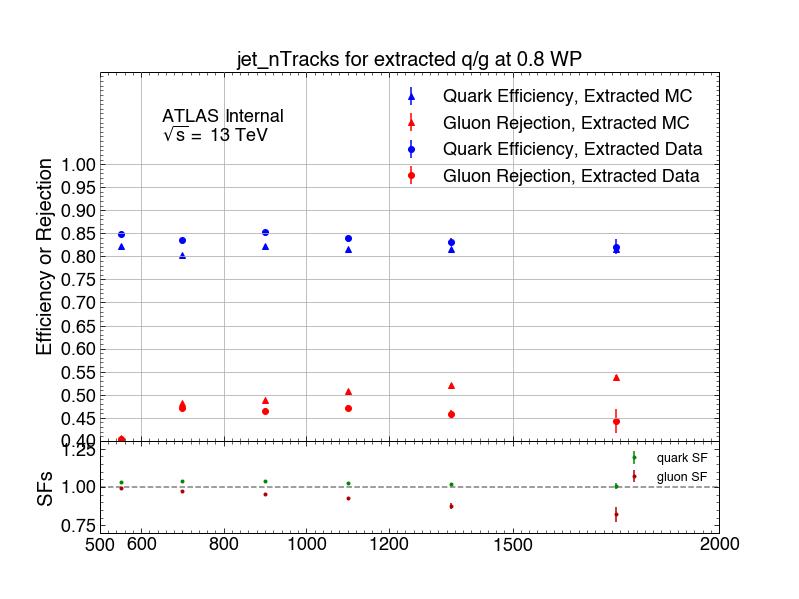 jet_nTracks for extracted q/g at 0.8 WP
ATLAS Internal
√s = 13 TeV
Quark Efficiency, Extracted MC
Gluon Rejection, Extracted MC
Quark Efficiency, Extracted Data
Gluon Rejection, Extracted Data
Efficiency or Rejection
1.00
0.95
0.90
0.85
0.80
0.75
0.70
0.65
0.60
0.55
0.50
0.45
0.40
SFs
1.25
1.00
0.75
quark SF
gluon SF
500 600 800 1000 1200 1500 2000